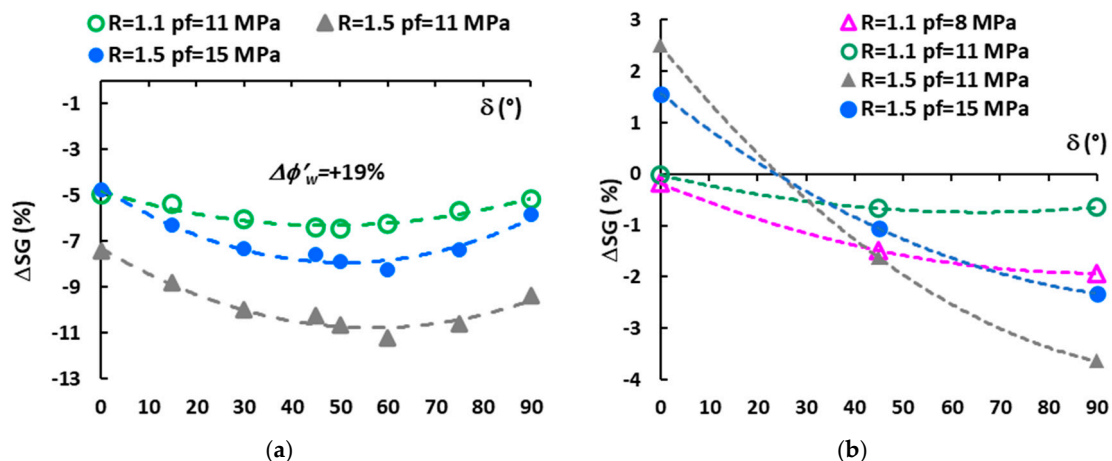 R=1.1 pf=11 MPa R=1.5 pf=11 MPa
R=1.5 pf=15 MPa
-1
-3
-5
-7
-9
-11
-13
ΔSG (%)
δ (°)
Δϕ′w=+19%
0 10 20 30 40 50 60 70 80 90
(a)
3
2
1
0
-1
-2
-3
-4
ΔSG ( %)
R=1.1 pf=8 MPa
R=1.1 pf=11 MPa
R=1.5 pf=11 MPa
R=1.5 pf=15 MPa
δ (°)
0 10 20 30 40 50 60 70 80 90
(b)